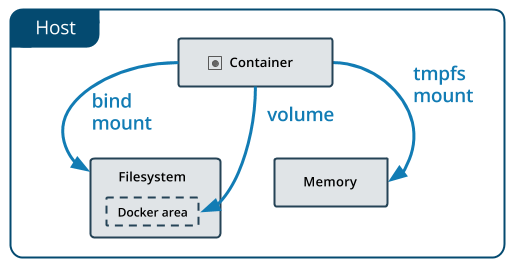 Host
Container
tmpfs
mount
bind
mount
volume
Filesystem
Memory
Docker area